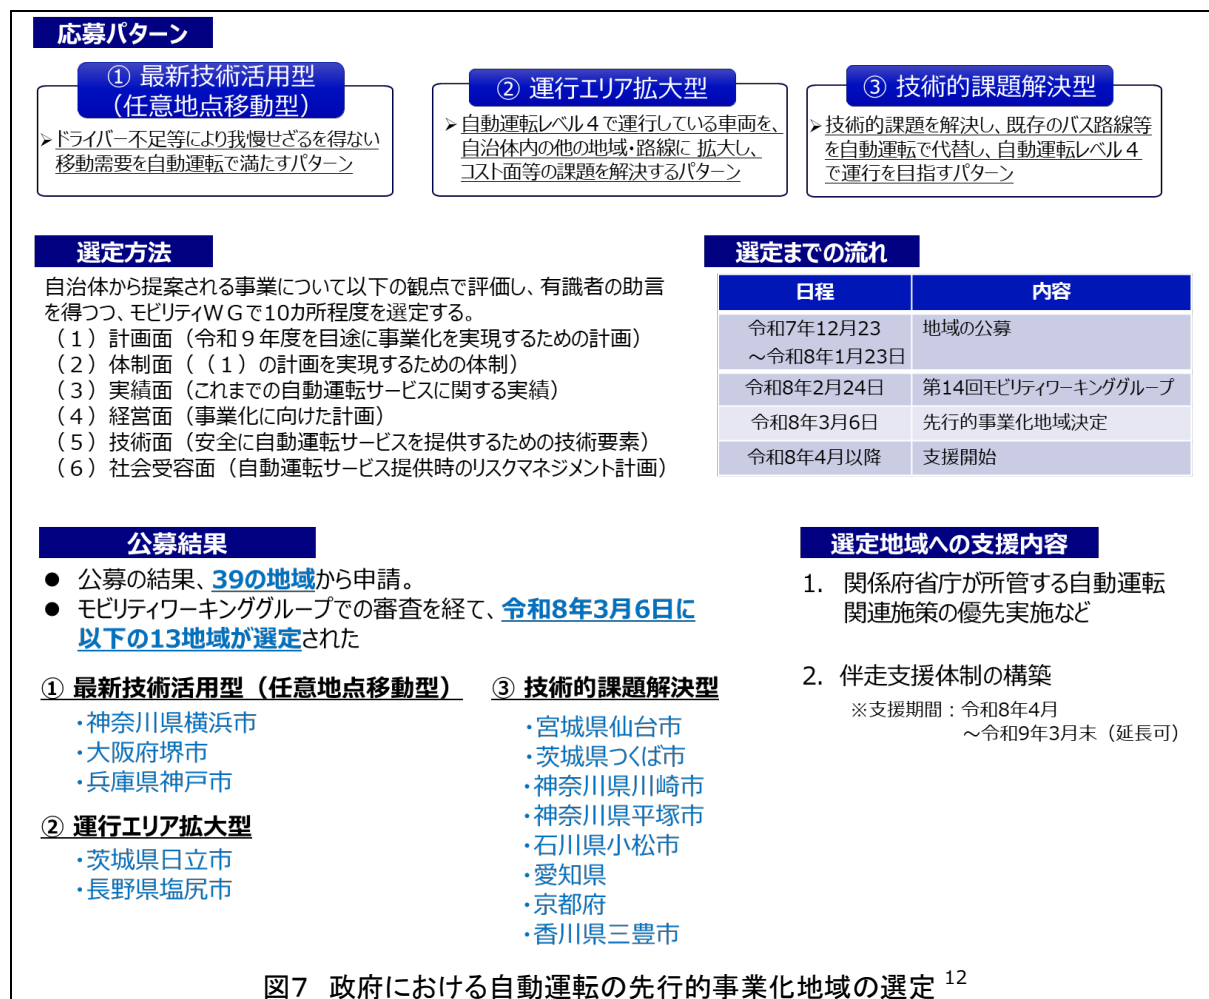 応募パターン
① 最新技術活用型
（任意地点移動型）
➢ドライバー不足等により我慢せざるを得ない
移動需要を自動運転で満たすパターン
② 運行エリア拡大型
➢自動運転レベル４で運行している車両を、
自治体内の他の地域・路線に 拡大し、
コスト面等の課題を解決するパターン
③ 技術的課題解決型
➢技術的課題を解決し、既存のバス路線等
を自動運転で代替し、自動運転レベル４
で運行を目指すパターン
選定方法
自治体から提案される事業について以下の観点で評価し、有識者の助言
を得つつ、モビリティＷＧで10カ所程度を選定する。
（１）計画面（令和９年度を目途に事業化を実現するための計画）
（２）体制面（（１）の計画を実現するための体制）
（３）実績面（これまでの自動運転サービスに関する実績）
（４）経営面（事業化に向けた計画）
（５）技術面（安全に自動運転サービスを提供するための技術要素）
（６）社会受容面（自動運転サービス提供時のリスクマネジメント計画）
選定までの流れ
日程 内容
令和7年12月23 地域の公募
～令和8年1月23日
令和8年2月24日 第14回モビリティワーキンググループ
令和8年3月6日 先行的事業化地域決定
令和8年4月以降 支援開始
公募結果
● 公募の結果、39の地域から申請。
● モビリティワーキンググループでの審査を経て、令和8年3月6日に
以下の13地域が選定された
① 最新技術活用型（任意地点移動型）
・神奈川県横浜市
・大阪府堺市
・兵庫県神戸市
② 運行エリア拡大型
・茨城県日立市
・長野県塩尻市
③ 技術的課題解決型
・宮城県仙台市
・茨城県つくば市
・神奈川県川崎市
・神奈川県平塚市
・石川県小松市
・愛知県
・京都府
・香川県三豊市
選定地域への支援内容
1. 関係府省庁が所管する自動運転
関連施策の優先実施など
2. 伴走支援体制の構築
※支援期間：令和8年4月
～令和9年3月末（延長可）
図7 政府における自動運転の先行的事業化地域の選定 12